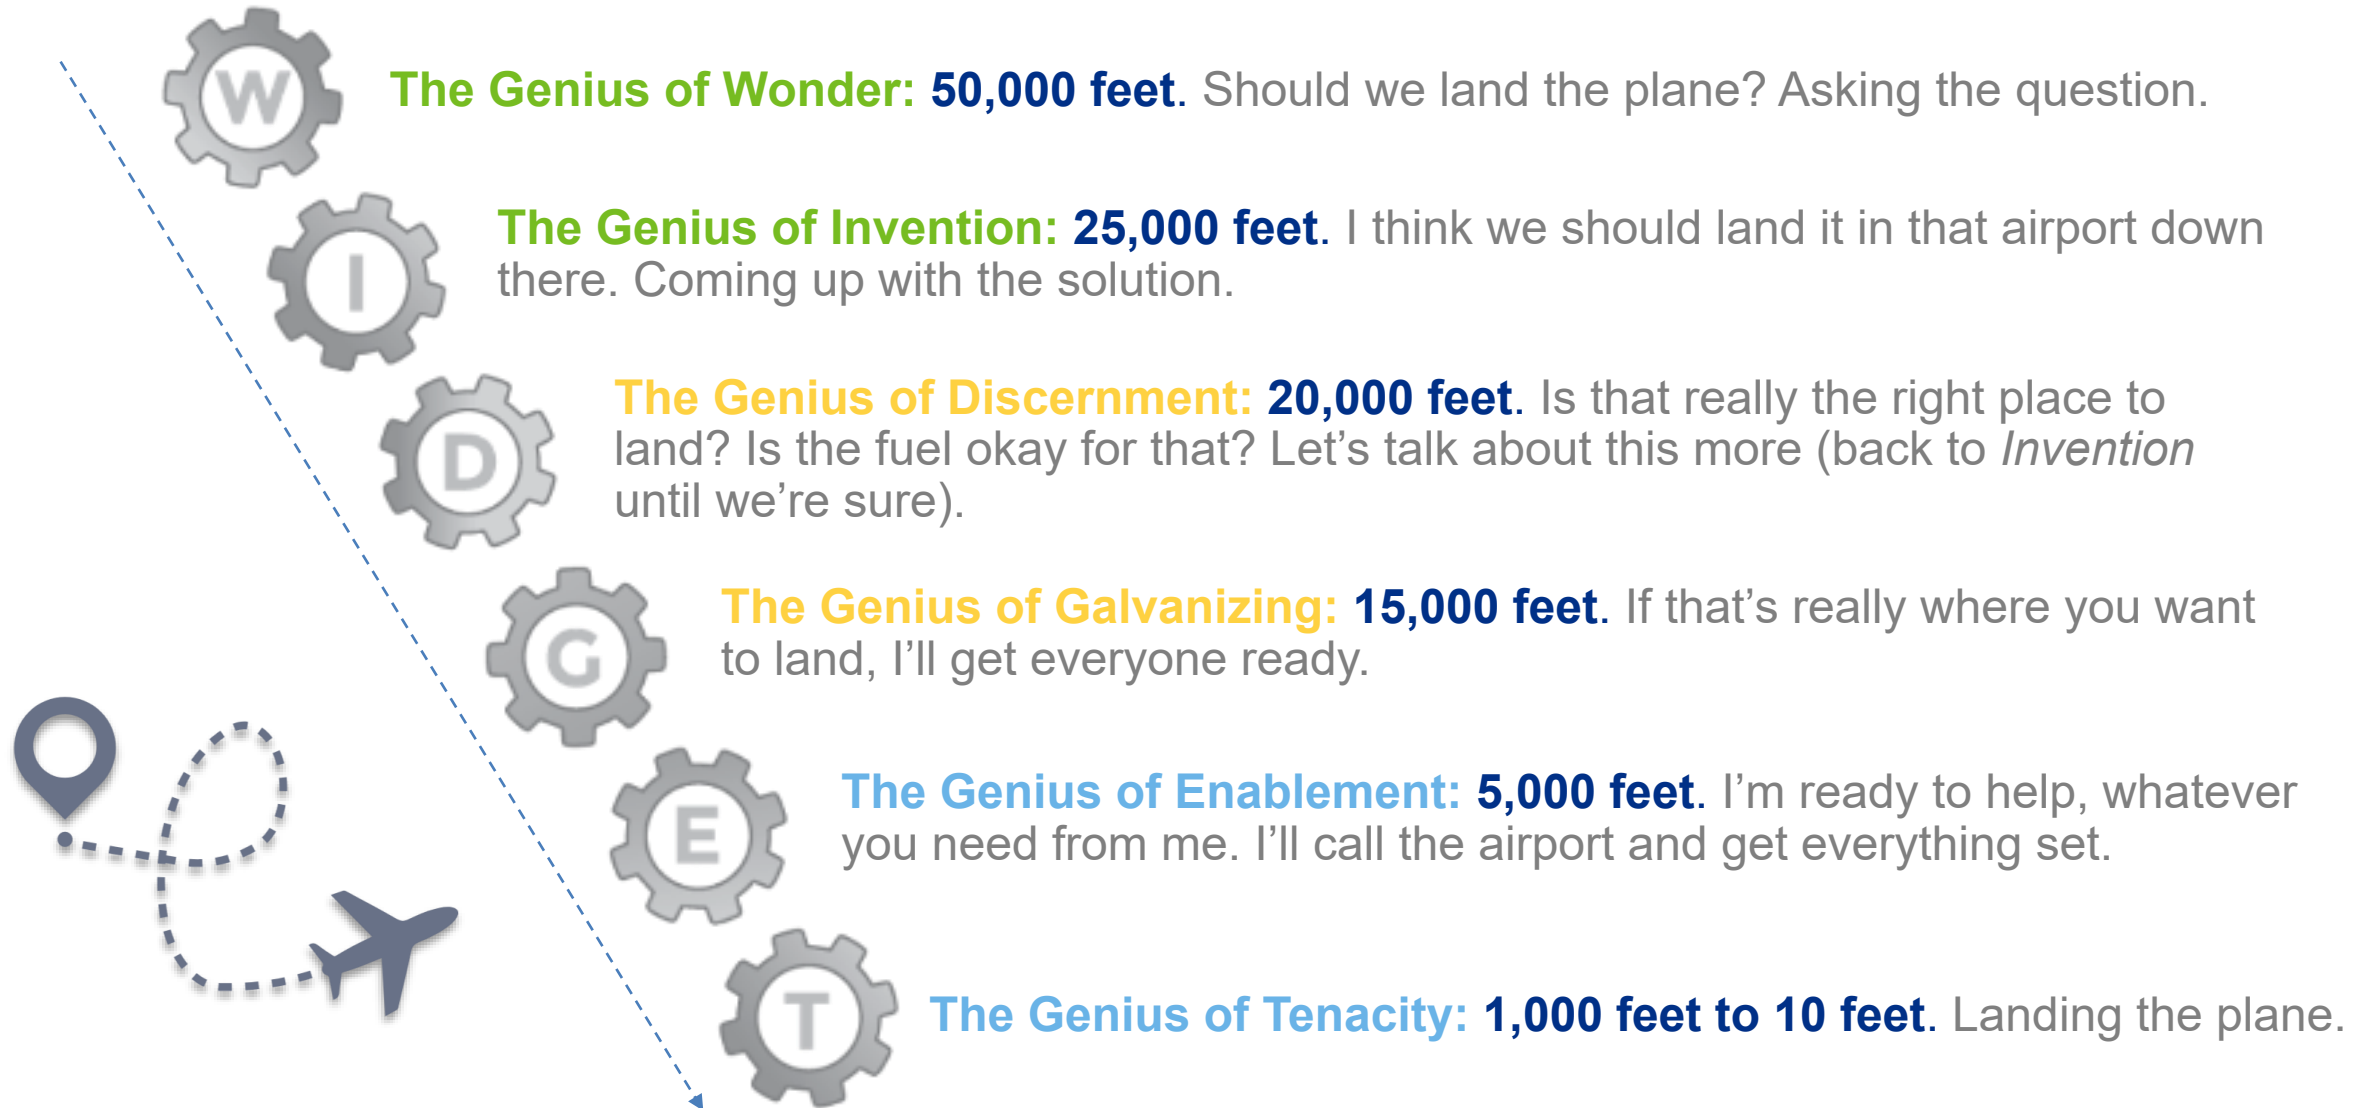 W
The Genius of Wonder: 50,000 feet. Should we land the plane? Asking the question.
I
The Genius of Invention: 25,000 feet. I think we should land it in that airport down
there. Coming up with the solution.
D
The Genius of Discernment: 20,000 feet. Is that really the right place to
land? Is the fuel okay for that? Let’s talk about this more (back to Invention
until we’re sure).
G
The Genius of Galvanizing: 15,000 feet. If that’s really where you want
to land, I’ll get everyone ready.
E
The Genius of Enablement: 5,000 feet. I’m ready to help, whatever
you need from me. I’ll call the airport and get everything set.
T
The Genius of Tenacity: 1,000 feet to 10 feet. Landing the plane.